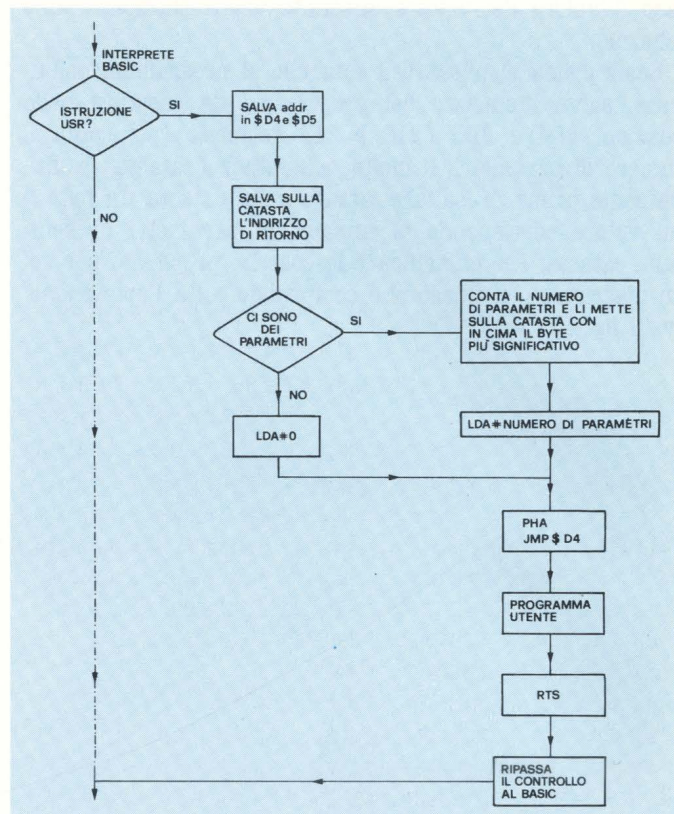 INTERPRETE
BASIC
ISTRUZIONE
USR?
SI
SALVA addr
in $D4 e $D5
NO
SALVA SULLA
CATASTA
L'INDIRIZZO
DI RITORNO
CI SONO
DEI
PARAMETRI
SI
CONTA IL NUMERO
DI PARAMETRI E LI METTE
SULLA CATASTA CON
IN CIMA IL BYTE
PIÙ SIGNIFICATIVO
NO
LDA#0
LDA#NUMERO DI PARAMETRI
PHA
JMP $ D4
PROGRAMMA
UTENTE
RTS
RIPASSA
IL CONTROLLO
AL BASIC